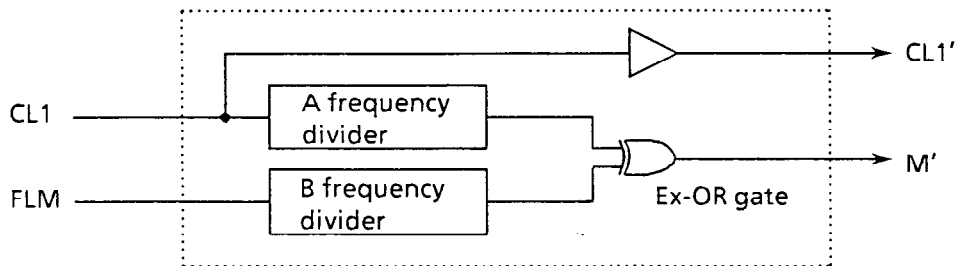 CL1′
CL1
A frequency
divider
M′
FLM
B frequency
divider
Ex-OR gate